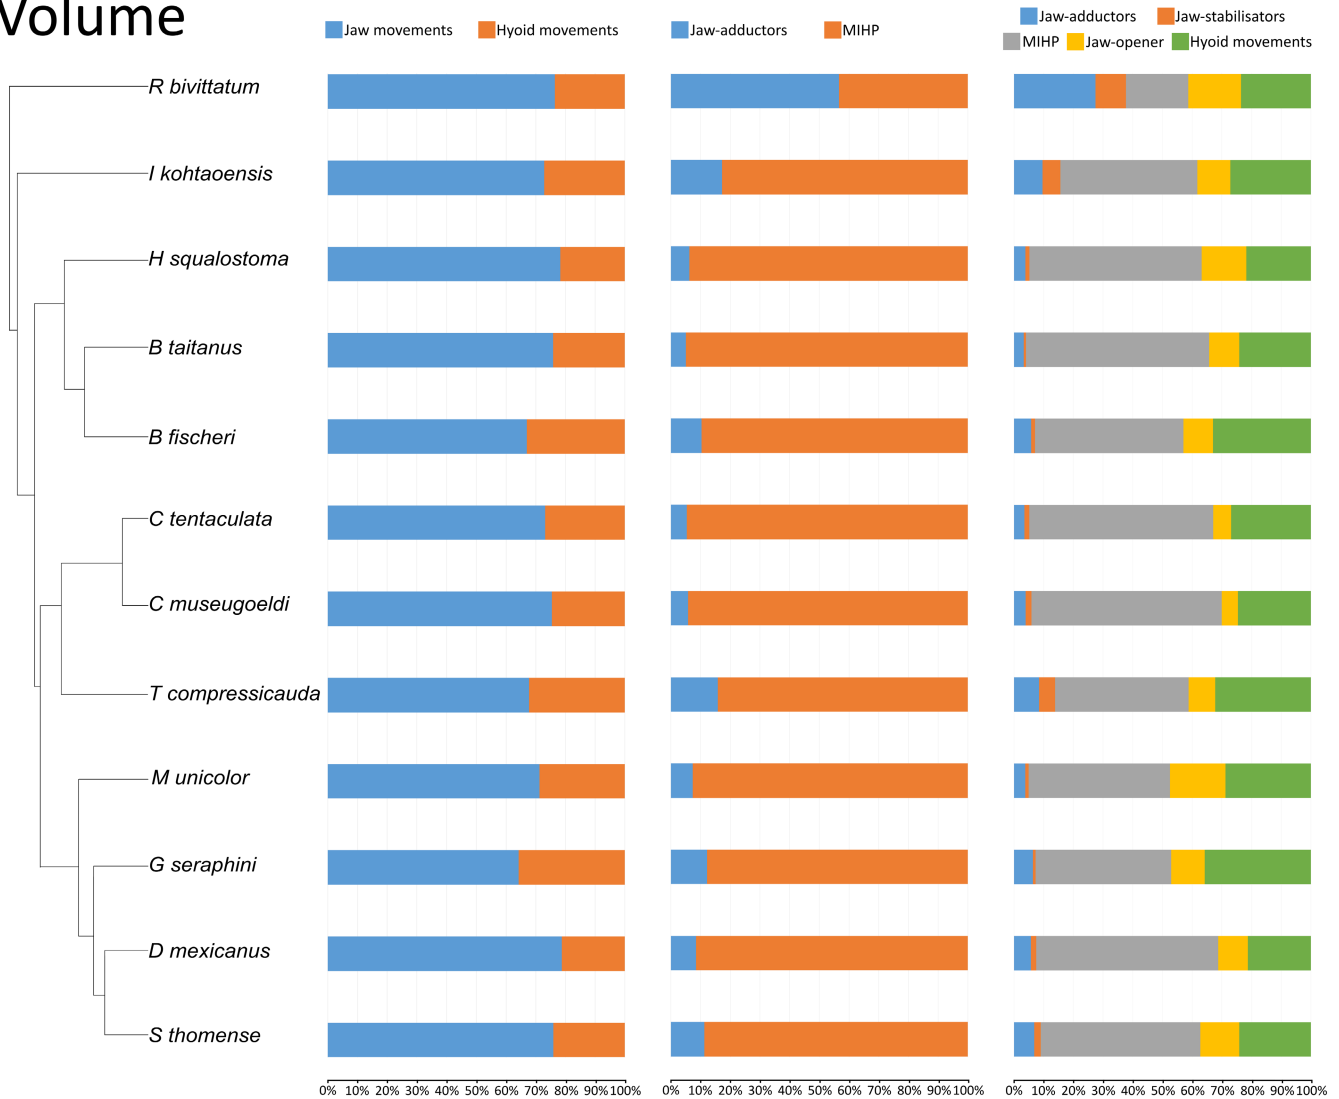 Volume
Jaw movements Hyoid movements
Jaw-adductors MIHP
Jaw-adductors Jaw-stabilisators
MIHP Jaw-opener Hyoid movements
R bivittatum
I kohtaoensis
H squalostoma
B taitanus
B fischeri
C tentaculata
C museugoeldi
T compressicauda
M unicolor
G seraphini
D mexicanus
S thomense
0% 10% 20% 30% 40% 50% 60% 70% 80% 90% 100%
0% 10% 20% 30% 40% 50% 60% 70% 80% 90% 100%
0% 10% 20% 30% 40% 50% 60% 70% 80% 90% 100%